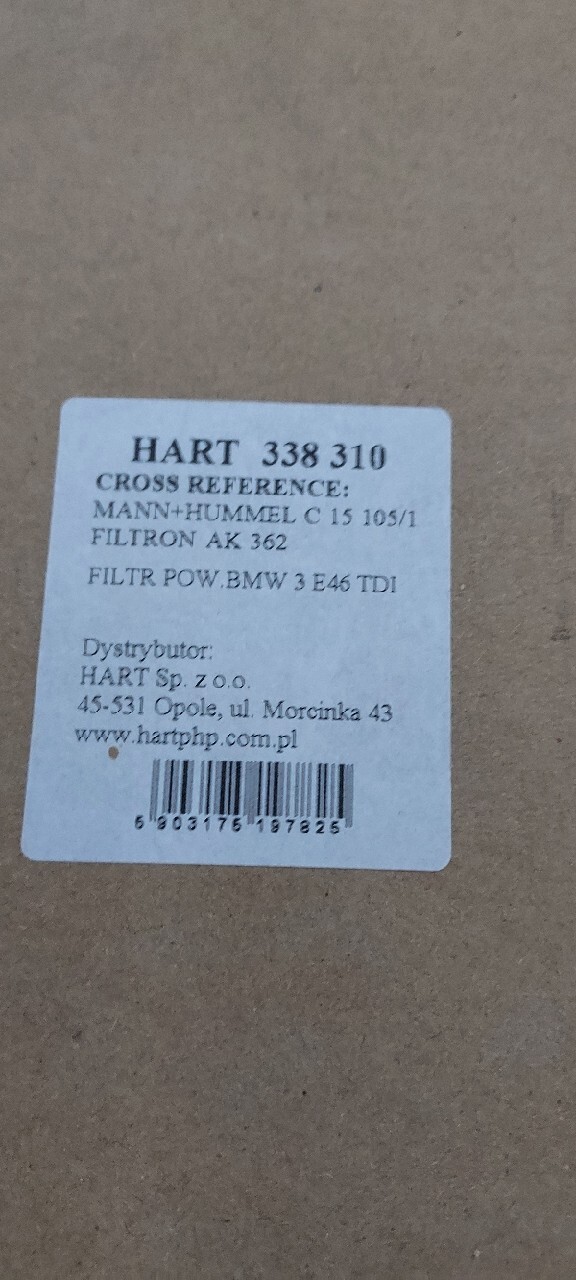 HART 338 310
CROSS REFERENCE:
MANN+HUMMEL C 15 105/1
FILTRON AK 362
FILTR POW.BMW 3 E46 TDI
Dystrybutor:
HART Sp. z o.o.
45-531 Opole, ul. Morcinka 43
www.hartphp.com.pl
5 903175 197825